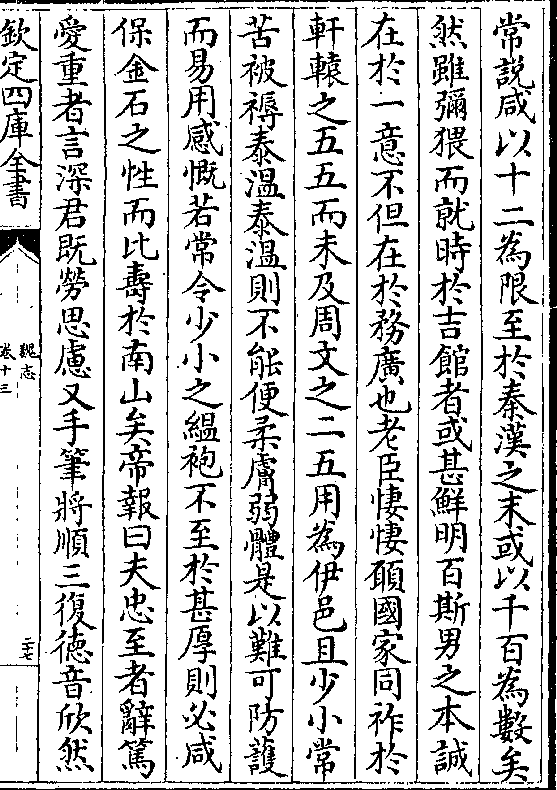 常說咸以十二為限至於秦漢之末或以千百為數矣
然雖彌猥而就時於吉館者或甚鮮明百斯男之本誠
在於一意不但在於務廣也老臣悽悽願國家同祚於
軒轅之五五而未及周文之二五用為伊邑且少小常
苦被褥泰溫泰溫則不能便柔膚弱體是以難可防護
而易用感慨若常令少小之緼袍不至於甚厚則必咸
保金石之性而比壽於南山矣帝報曰夫忠至者辭篤
愛重者言深君既勞思慮又手筆將順三復德音欣然
欽定四庫全書
魏志
卷十三
二十七